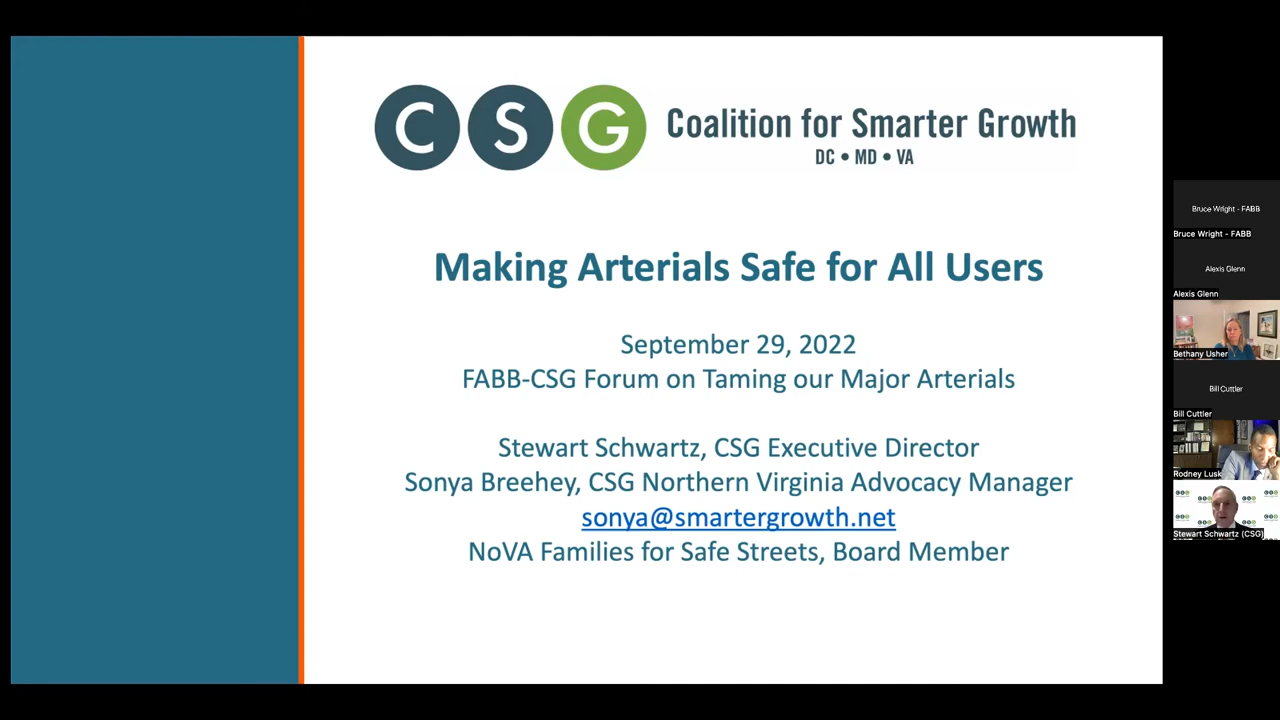 CSG Coalition for Smarter Growth
DC • MD • VA
Making Arterials Safe for All Users
September 29, 2022
FABB-CSG Forum on Taming our Major Arterials
Stewart Schwartz, CSG Executive Director
Sonya Breehey, CSG Northern Virginia Advocacy Manager
sonya@smartergrowth.net
NoVA Families for Safe Streets, Board Member
Bruce Wright - FABB
Bruce Wright - FABB
Alexis Glenn
Alexis Glenn
Bethany Usher
Bill Cuttler
Bill Cuttler
Rodney Lusk
Stewart Schwartz (CSG)